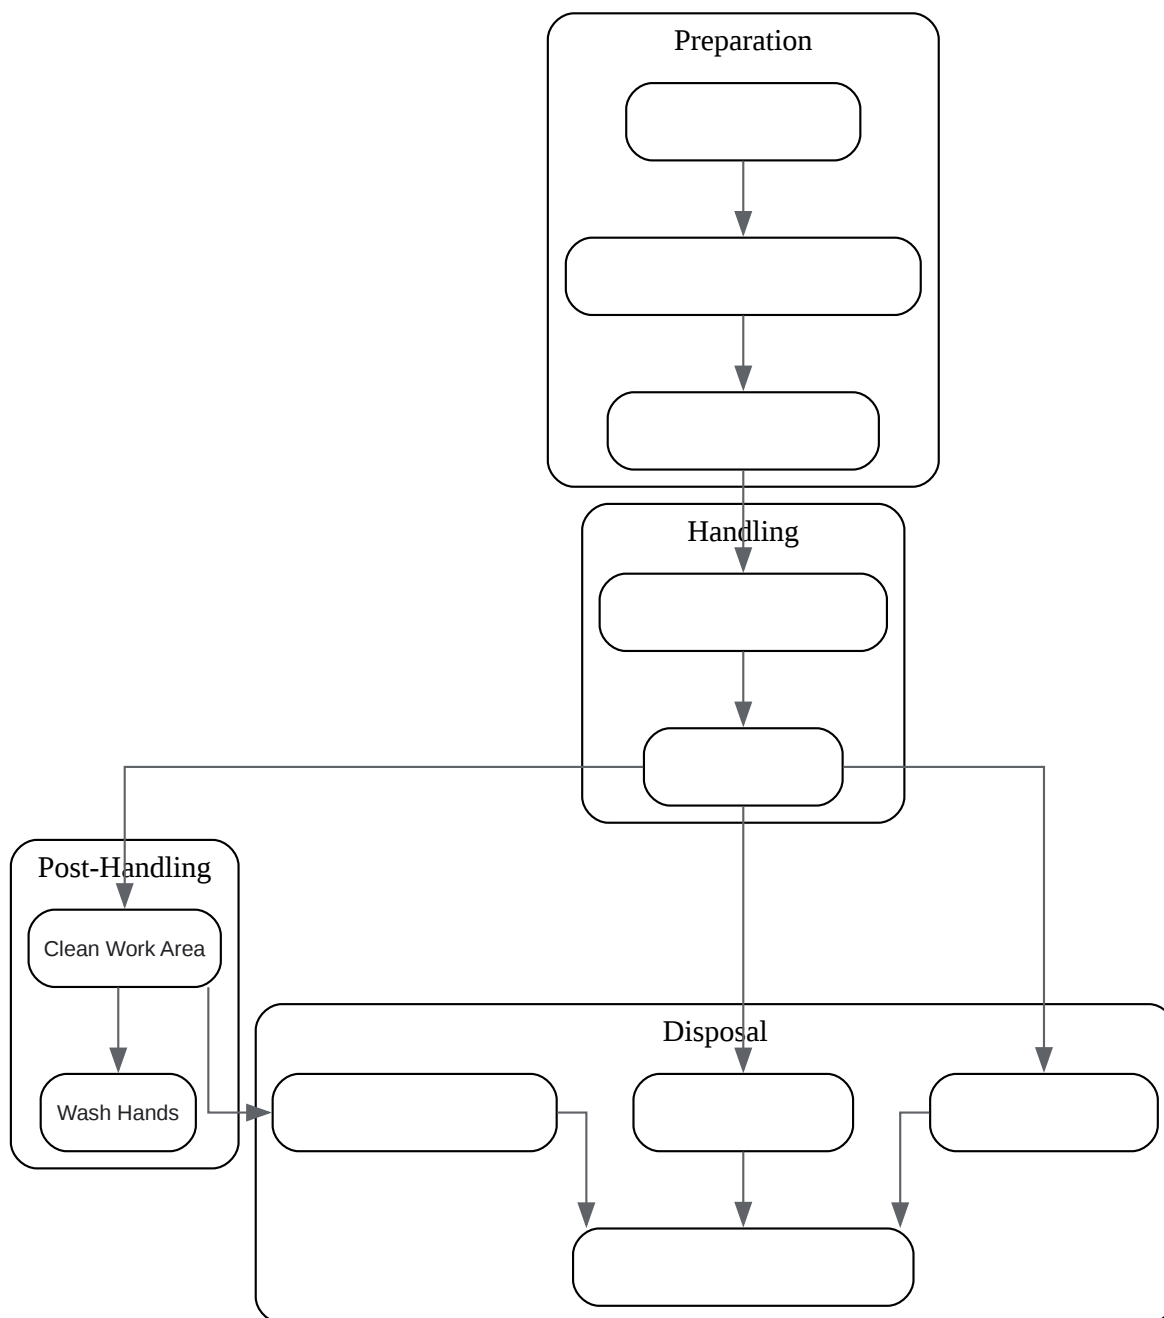 Preparation
Handling
Post-Handling
Clean Work Area
Disposal
Wash Hands